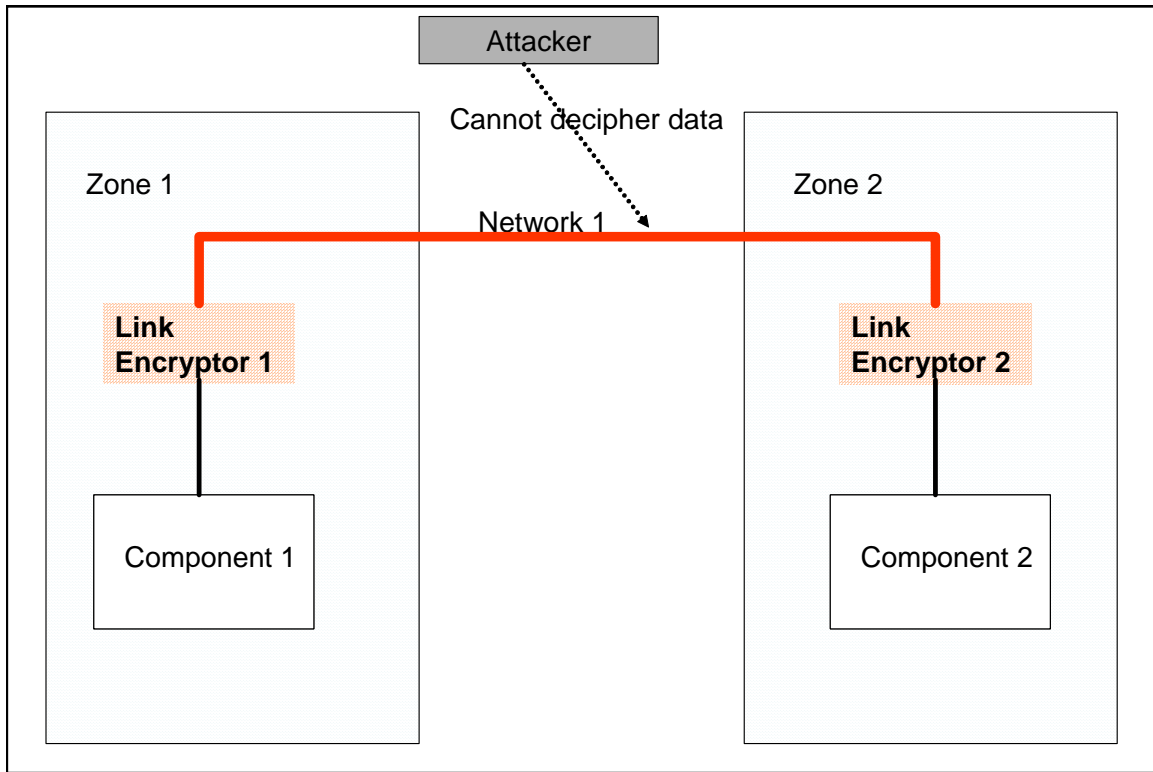 Attacker
Cannot decipher data
Zone 1
Zone 2
Network 1
Link
Encryptor 1
Link
Encryptor 2
Component 1
Component 2